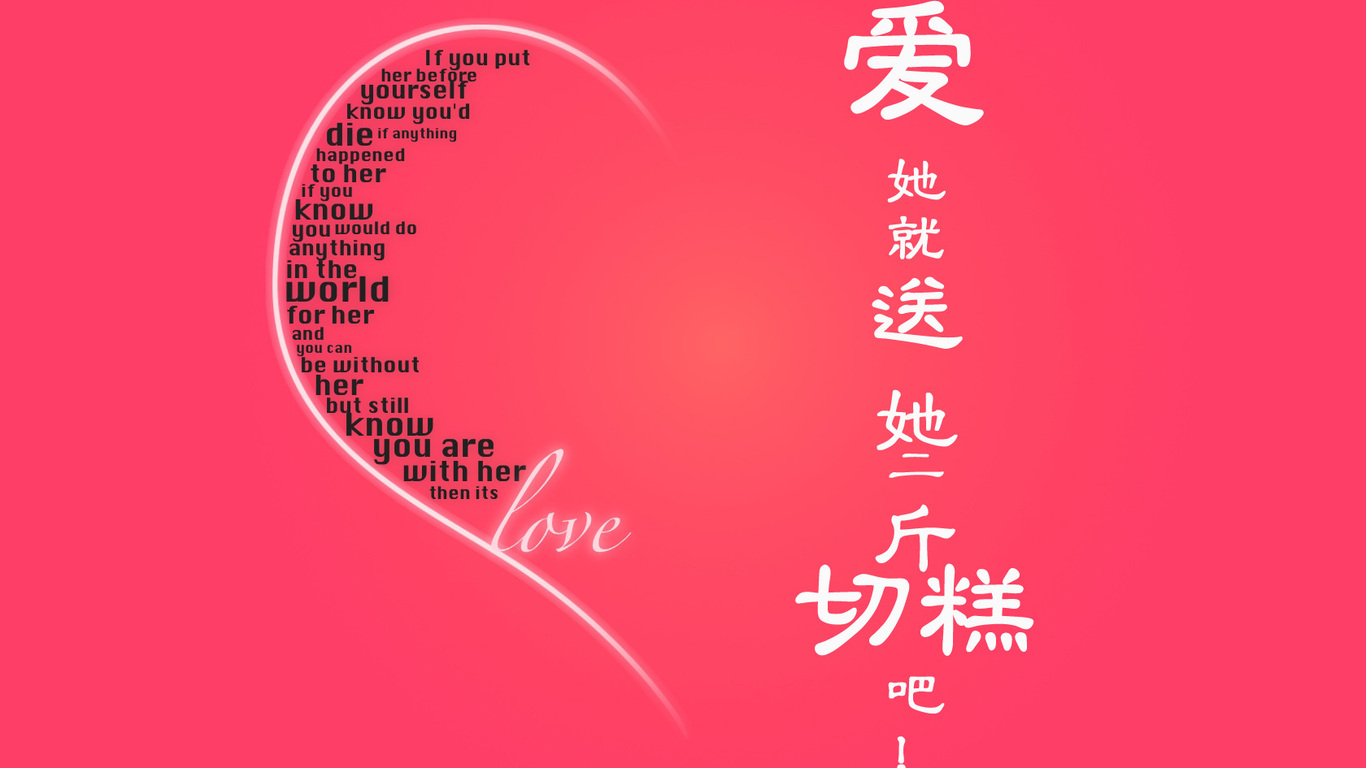 If you put
her before
yourself
know you'd
die if anything
happened
to her
if you
know
you would do
anything
in the
world
for her
and
you can
be without
her
but still
know
you are
with her
then its
love
爱
她
就
送
她
二
斤
切糕
吧
！